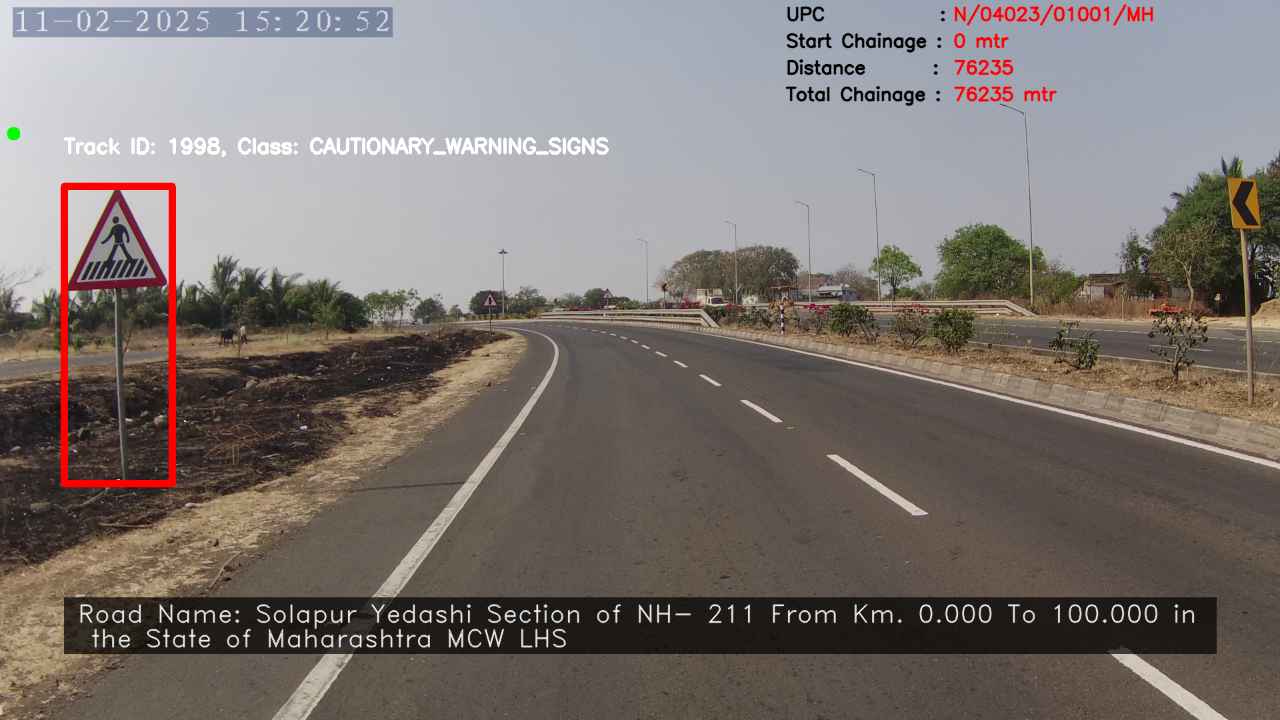 11-02-2025 15:20:52
UPC : N/04023/01001/MH
Start Chainage : 0 mtr
Distance : 76235
Total Chainage : 76235 mtr
Track ID: 1998, Class: CAUTIONARY_WARNING_SIGNS
Road Name: Solapur Yedashi Section of NH- 211 From Km. 0.000 To 100.000 in
the State of Maharashtra MCW LHS